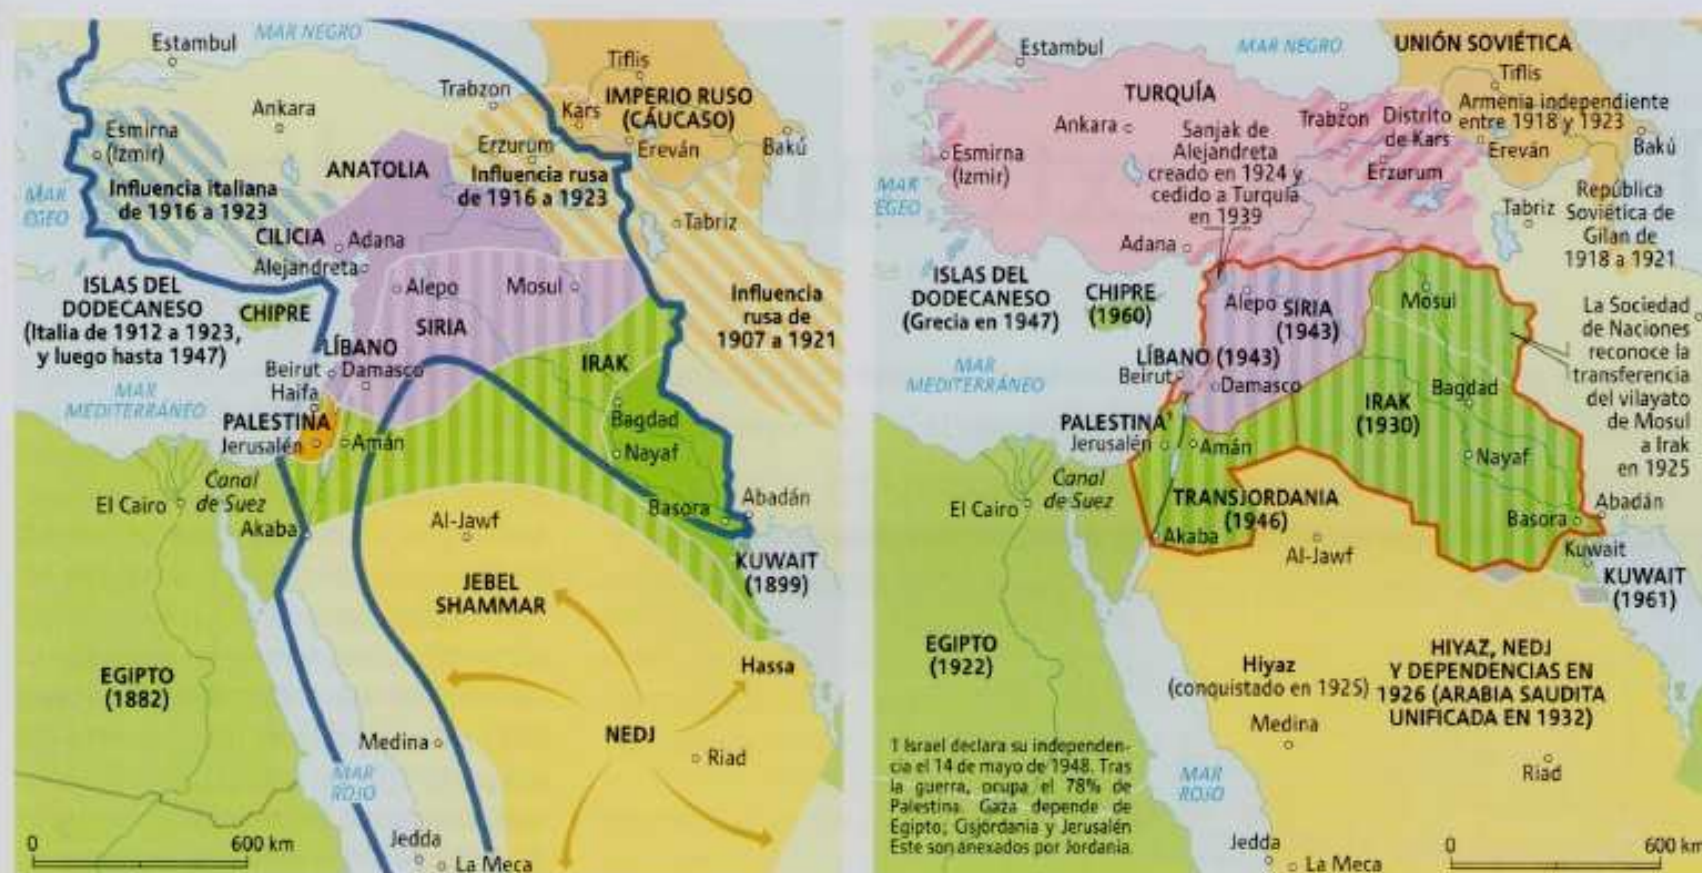 MAR NEGRO
Estambul
Tiflis
Trabzon
Kars
IMPERIO RUSO
(CÁUCASO)
Ankara
Esmirna
(Izmir)
Erzurum
Ereván
Bakú
ANATOLIA
Influencia italiana
de 1916 a 1923
Influencia rusa
de 1916 a 1923
MAR
EGEO
Tabriz
CILICIA
Adana
Alejandreta
ISLAS DEL
DODECANESO
(Italia de 1912 a 1923,
y luego hasta 1947)
CHIPRE
Alepo
Mosul
SIRIA
Influencia
rusa de
1907 a 1921
LÍBANO
Beirut
Damasco
Haifa
IRAK
MAR
MEDITERRÁNEO
PALESTINA
Jerusalén
Amán
Bagdad
Nayaf
Canal
de Suez
El Cairo
Akaba
Al-Jawf
Basora
Abadán
KUWAIT
(1899)
JEBEL
SHAMMAR
EGIPTO
(1882)
Hassa
NEDJ
Medina
Riad
MAR
ROJO
Jedda
La Meca
0
600 km
MAR NEGRO
UNIÓN SOVIÉTICA
Estambul
Tiflis
TURQUÍA
Ankara
Trabzon
Distrito
de Kars
Armenia independiente
entre 1918 y 1923
Ereván
Bakú
Sanjak de
Alejandreta
creado en 1924 y
cedido a Turquía
en 1939
Esmirna
(Izmir)
Erzurum
MAR
EGEO
Tabriz
República
Soviética de
Gilan de
1918 a 1921
Adana
ISLAS DEL
DODECANESO
(Grecia en 1947)
CHIPRE
(1960)
Alepo
SIRIA
(1943)
Mosul
La Sociedad
de Naciones
reconoce la
transferencia
del vilayato
de Mosul
a Irak
en 1925
LÍBANO (1943)
Beirut
Damasco
MAR
MEDITERRÁNEO
IRAK
(1930)
Bagdad
PALESTINA¹
Jerusalén
Amán
Nayaf
Canal
de Suez
El Cairo
TRANSJORDANIA
(1946)
Akaba
Al-Jawf
Basora
Abadán
Kuwait
KUWAIT
(1961)
EGIPTO
(1922)
Hiyaz
(conquistado en 1925)
HIYAZ, NEDJ
Y DEPENDENCIAS EN
1926 (ARABIA SAUDITA
UNIFICADA EN 1932)
Medina
Riad
1 Israel declara su independen-
cia el 14 de mayo de 1948. Tras
la guerra, ocupa el 78% de
Palestina. Gaza depende de
Egipto; Cisjordania y Jerusalén
Este son anexados por Jordania.
MAR
ROJO
Jedda
La Meca
0
600 km